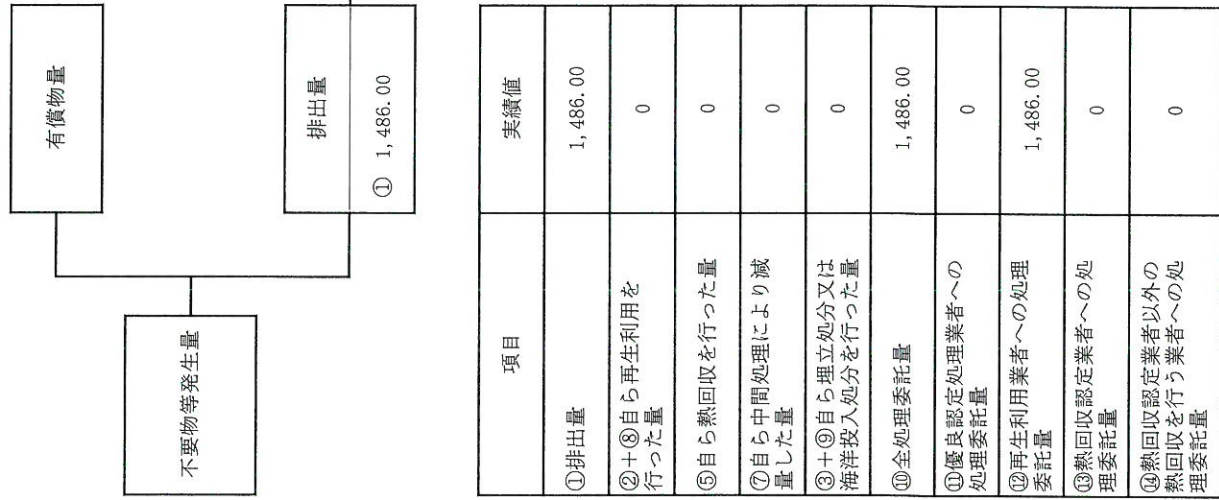 不要物等発生量
有償物量
排出量
① 1,486.00
項目
実績値
①排出量
1,486.00
②+⑧自ら再生利用を
行った量
0
⑤自ら熱回収を行った量
0
⑦自ら中間処理により減
量した量
0
③+⑨自ら埋立処分又は
海洋投入処分を行った量
0
⑩全処理委託量
1,486.00
⑪優良認定処理業者への
処理委託量
0
⑫再生利用業者への処理
委託量
1,486.00
⑬熱回収認定業者への処
理委託量
0
⑭熱回収認定業者以外の
熱回収を行う業者への処
理委託量
0